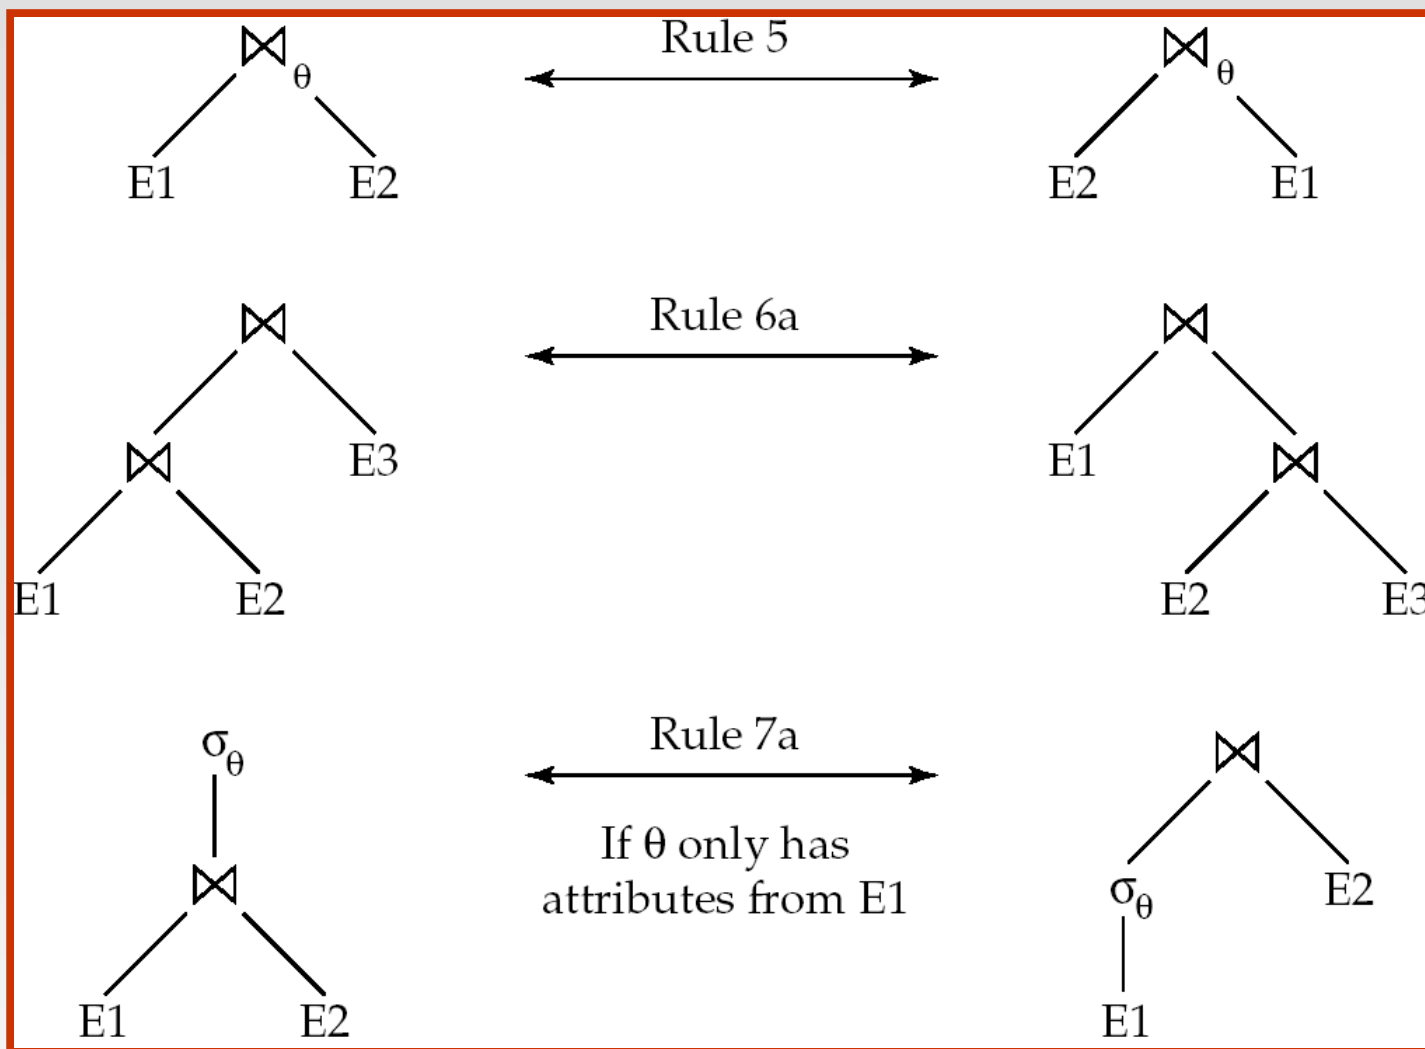 ⋈θ
Rule 5
⋈θ
E1
E2
E2
E1
⋈
Rule 6a
⋈
⋈
E3
E1
⋈
E1
E2
E2
E3
σθ
Rule 7a
⋈
If θ only has
attributes from E1
⋈
σθ
E2
E1
E2
E1